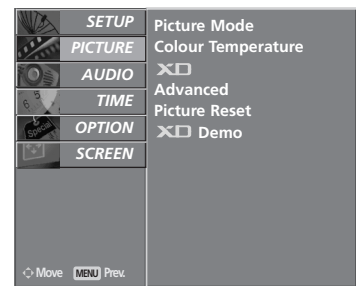 SETUP
PICTURE
AUDIO
TIME
OPTION
SCREEN
Move MENU Prev.
Picture Mode
Colour Temperature
XD
Advanced
Picture Reset
XD Demo